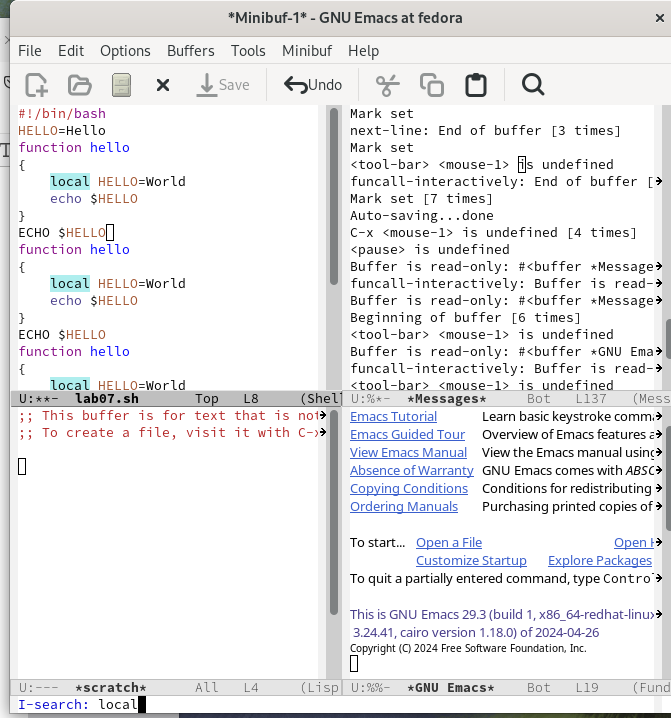 *Minibuf-1* - GNU Emacs at fedora
File Edit Options Buffers Tools Minibuf Help
Save Undo
#!/bin/bash
HELLO=Hello
function hello
{
    local HELLO=World
    echo $HELLO
}
ECHO $HELLO
function hello
{
    local HELLO=World
    echo $HELLO
}
ECHO $HELLO
function hello
{
    local HELLO=World
U:**- lab07.sh Top L8 (Shel
Mark set
next-line: End of buffer [3 times]
Mark set
<tool-bar> <mouse-1> is undefined
funcall-interactively: End of buffer [
Mark set [7 times]
Auto-saving...done
C-x <mouse-1> is undefined [4 times]
<pause> is undefined
Buffer is read-only: #<buffer *Message
funcall-interactively: Buffer is read-
Buffer is read-only: #<buffer *Message
Beginning of buffer [6 times]
<tool-bar> <mouse-1> is undefined
Buffer is read-only: #<buffer *GNU Ema
funcall-interactively: Buffer is read-
<tool-bar> <mouse-1> is undefined
U:%*- *Messages* Bot L137 (Mess
;; This buffer is for text that is not
;; To create a file, visit it with C-x
U:--- *scratch* All L4 (Lisp
Emacs Tutorial Learn basic keystroke comm
Emacs Guided Tour Overview of Emacs features a
View Emacs Manual View the Emacs manual using
Absence of Warranty GNU Emacs comes with ABSO
Copying Conditions Conditions for redistributing
Ordering Manuals Purchasing printed copies of
To start... Open a File Open H
Customize Startup Explore Packages
To quit a partially entered command, type Contro
This is GNU Emacs 29.3 (build 1, x86_64-redhat-linux
3.24.41, cairo version 1.18.0) of 2024-04-26
Copyright (C) 2024 Free Software Foundation, Inc.
U:%%- *GNU Emacs* Bot L19 (Fund
I-search: local